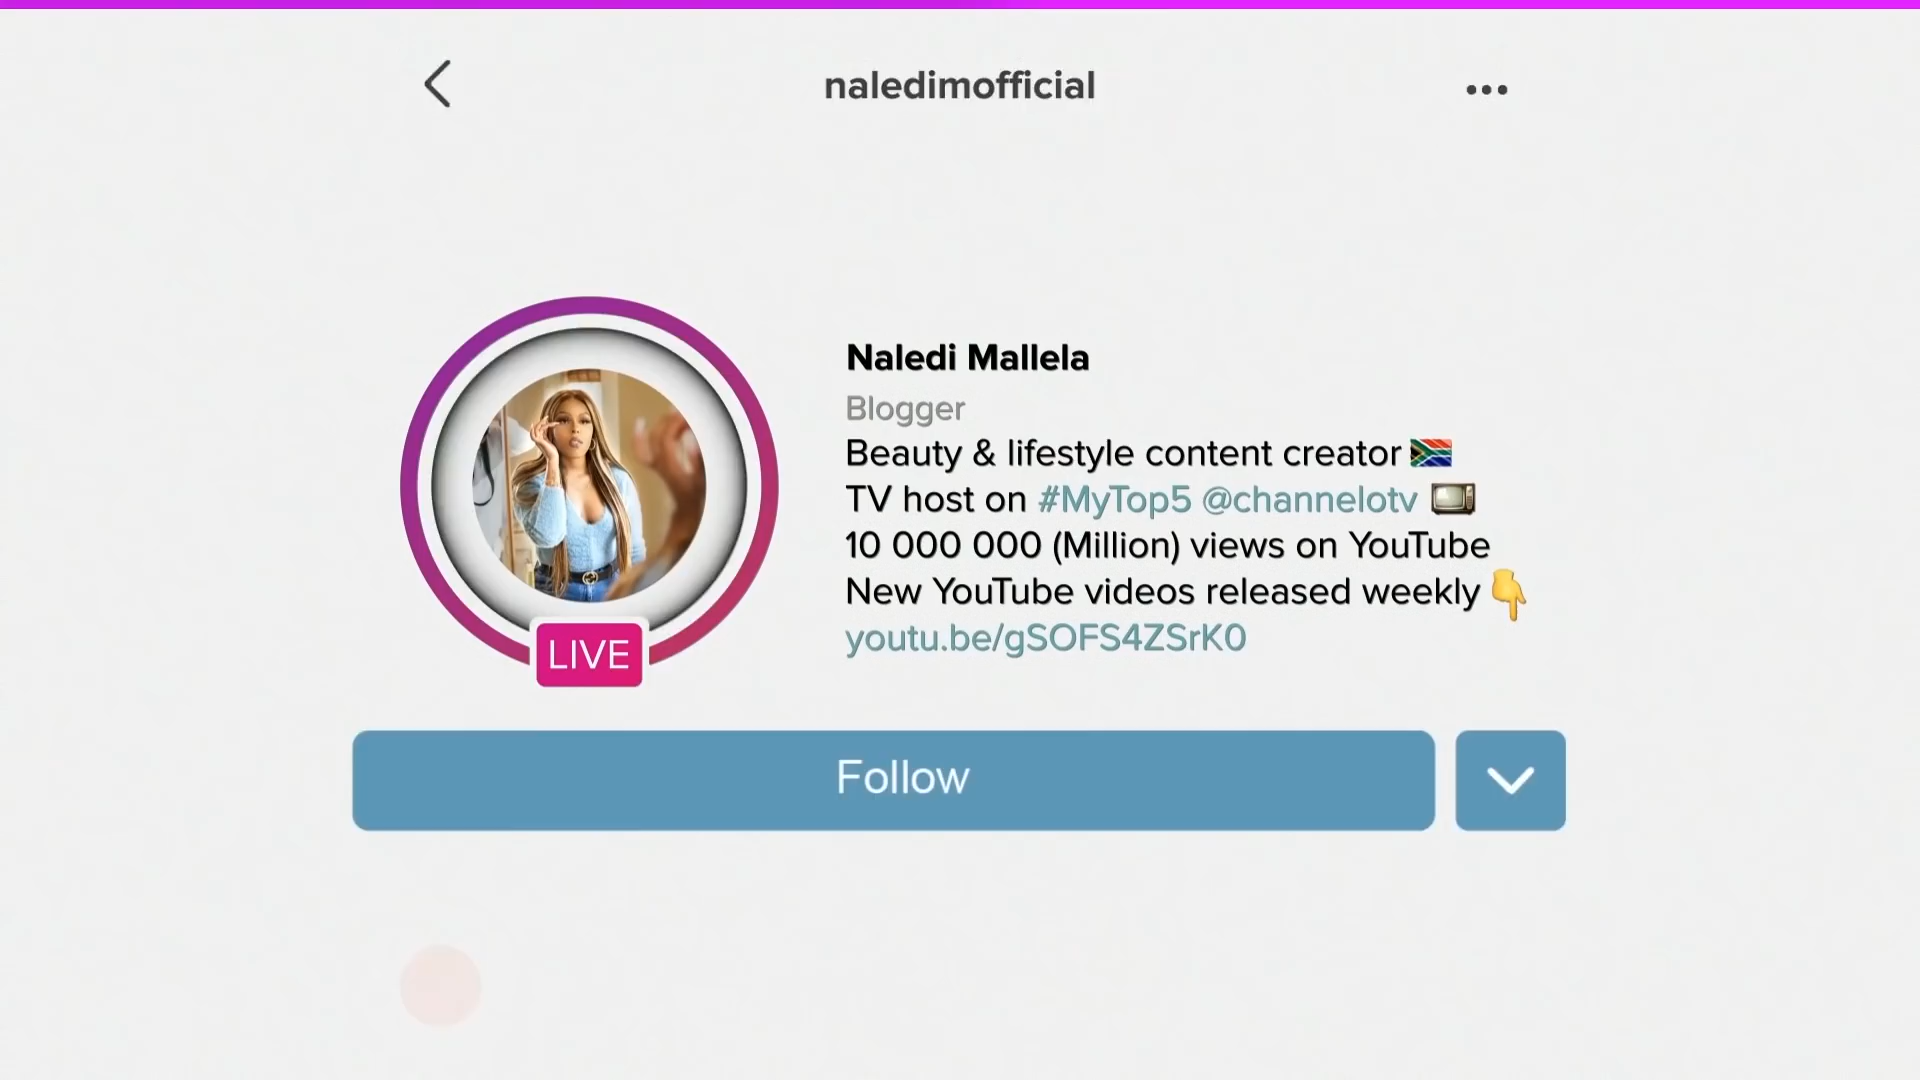 naledimofficial
Naledi Mallela
Blogger
Beauty & lifestyle content creator 🇿🇦
TV host on #MyTop5 @channelotv 📺
10 000 000 (Million) views on YouTube
New YouTube videos released weekly 👇
youtu.be/gSOFS4ZSrK0
LIVE
Follow